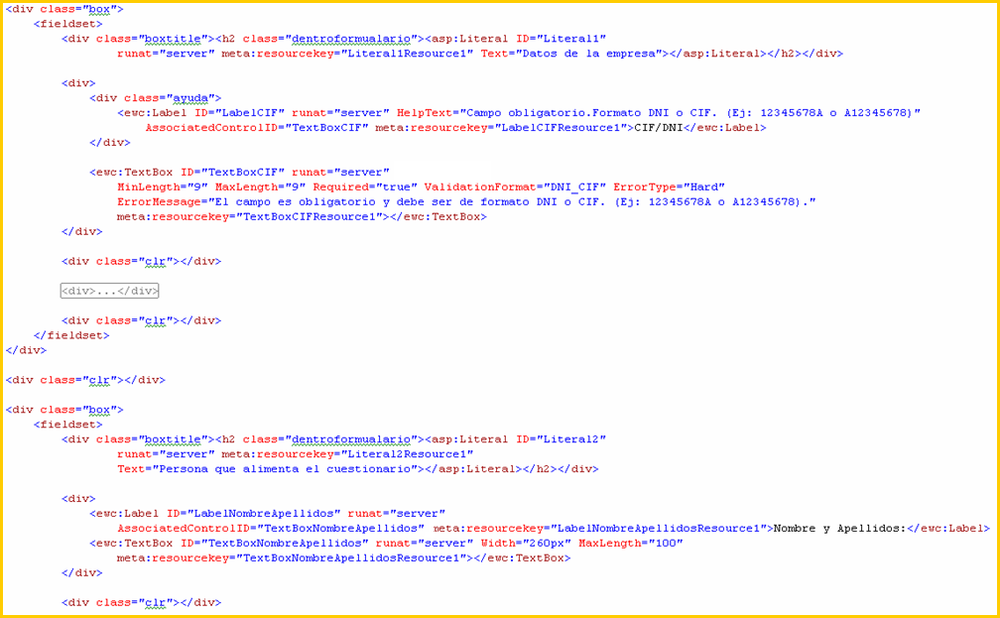 <div class="box">
<fieldset>
<div class="boxtitle"><h2 class="dentroformualario"><asp:Literal ID="Literal1"
runat="server" meta:resourcekey="Literal1Resource1" Text="Datos de la empresa"></asp:Literal></h2></div>
<div>
<div class="ayuda">
<ewc:Label ID="LabelCIF" runat="server" HelpText="Campo obligatorio.Formato DNI o CIF. (Ej: 12345678A o A12345678)"
AssociatedControlID="TextBoxCIF" meta:resourcekey="LabelCIFResource1">CIF/DNI</ewc:Label>
</div>
<ewc:TextBox ID="TextBoxCIF" runat="server"
MinLength="9" MaxLength="9" Required="true" ValidationFormat="DNI_CIF" ErrorType="Hard"
ErrorMessage="El campo es obligatorio y debe ser de formato DNI o CIF. (Ej: 12345678A o A12345678)."
meta:resourcekey="TextBoxCIFResource1"></ewc:TextBox>
</div>
<div class="clr"></div>
<div>...</div>
<div class="clr"></div>
</fieldset>
</div>
<div class="clr"></div>
<div class="box">
<fieldset>
<div class="boxtitle"><h2 class="dentroformualario"><asp:Literal ID="Literal2"
runat="server" meta:resourcekey="Literal2Resource1"
Text="Persona que alimenta el cuestionario"></asp:Literal></h2></div>
<div>
<ewc:Label ID="LabelNombreApellidos" runat="server"
AssociatedControlID="TextBoxNombreApellidos" meta:resourcekey="LabelNombreApellidosResource1">Nombre y Apellidos:</ewc:Label>
<ewc:TextBox ID="TextBoxNombreApellidos" runat="server" Width="260px" MaxLength="100"
meta:resourcekey="TextBoxNombreApellidosResource1"></ewc:TextBox>
</div>
<div class="clr"></div>